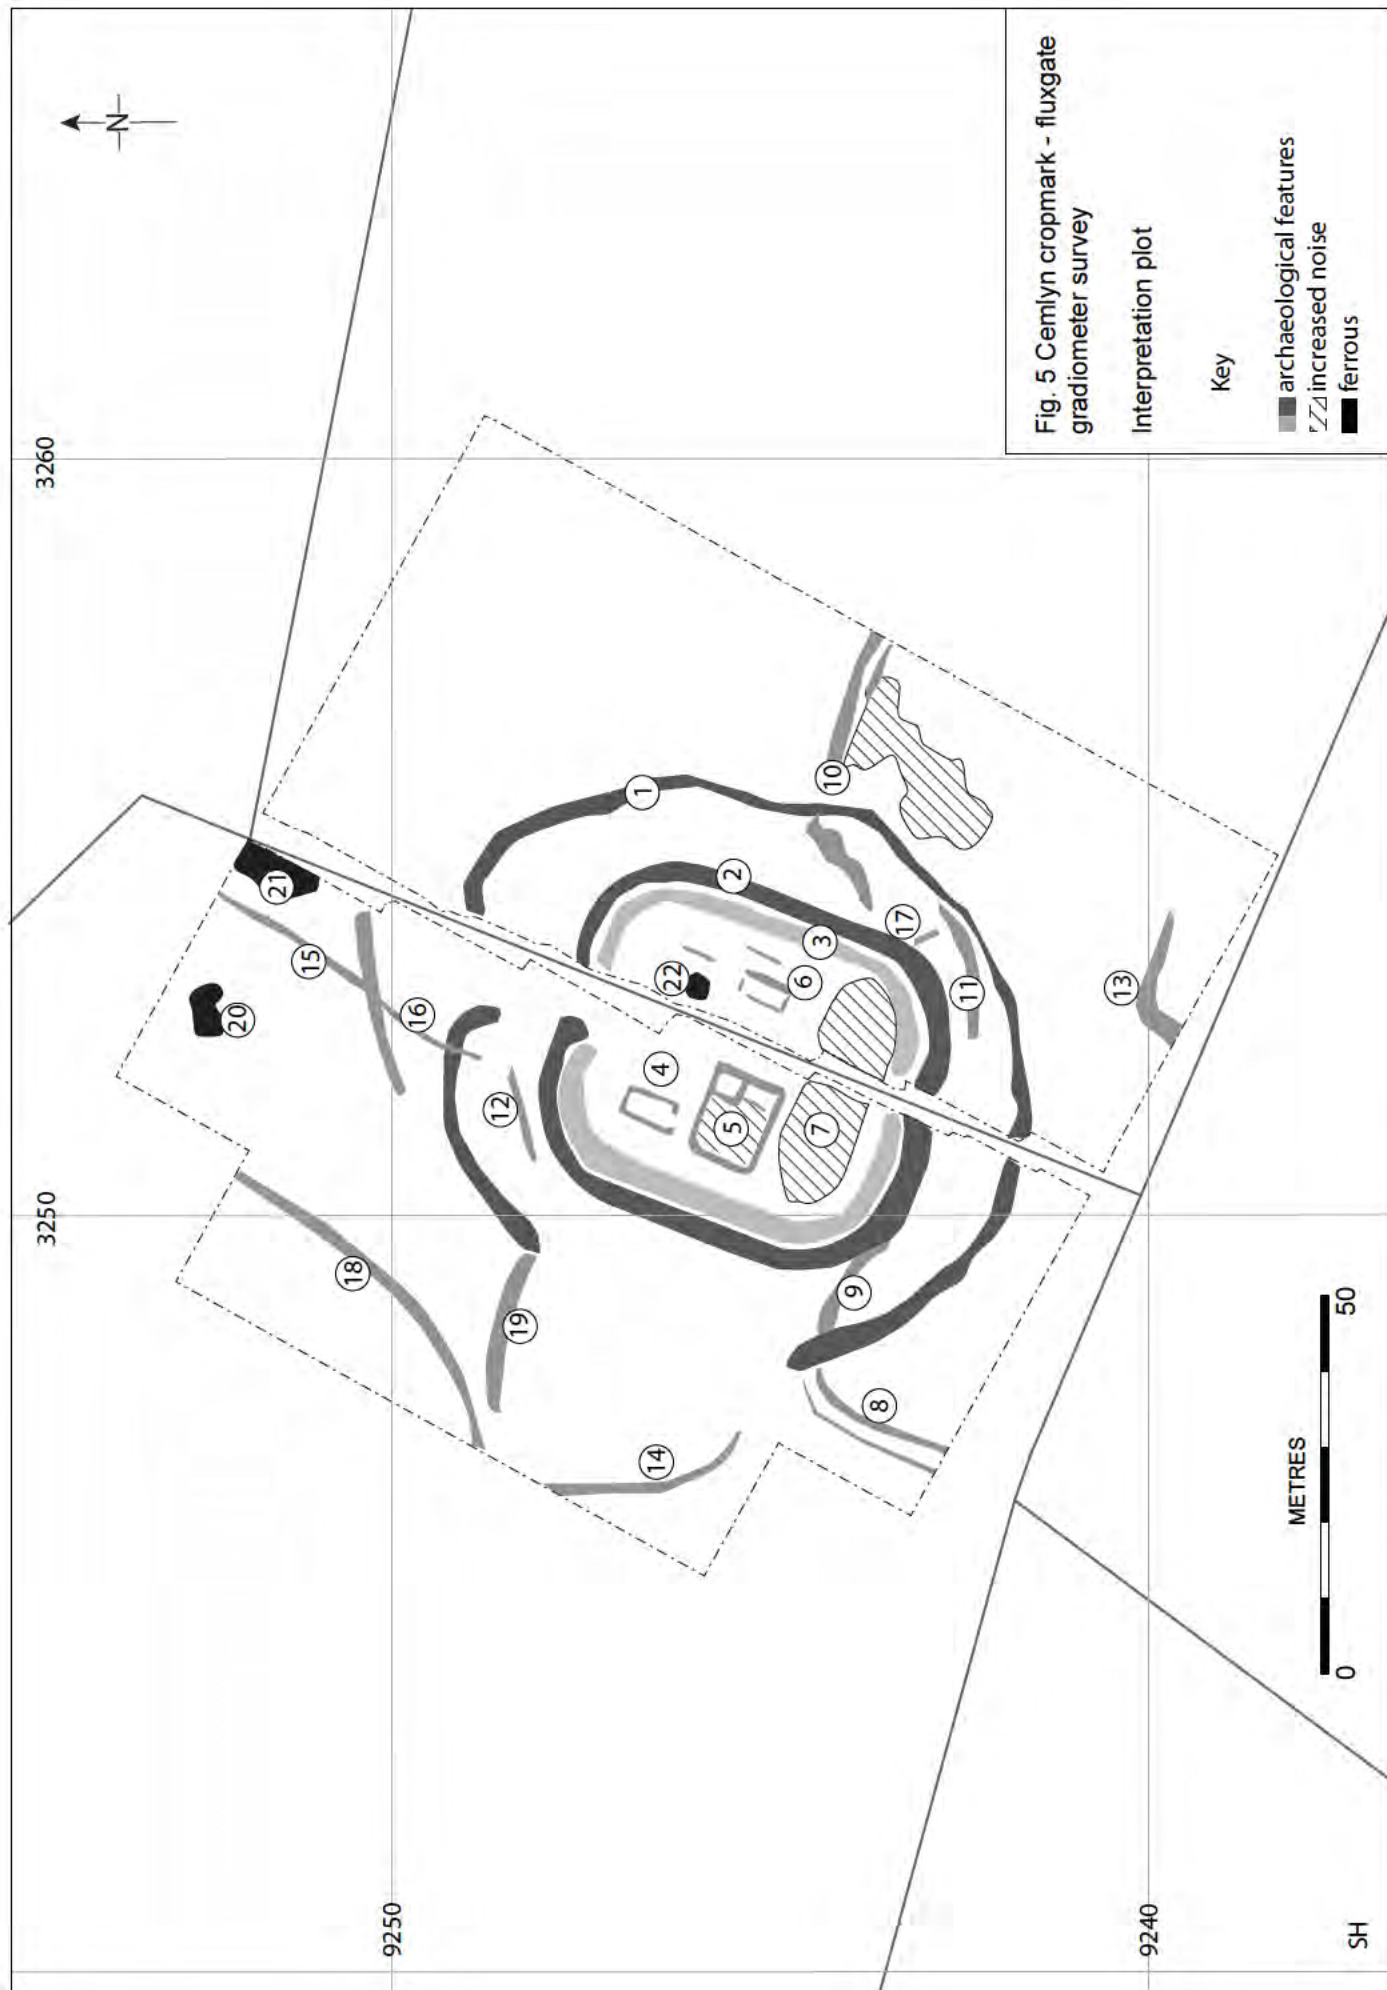 Fig. 5 Cemlyn cropmark - fluxgate
gradiometer survey
Interpretation plot
Key
archaeological features
increased noise
ferrous
N
3260
3250
9250
9240
SH
METRES
0
50
1
2
3
4
5
6
7
8
9
10
11
12
13
14
15
16
17
18
19
20
21
22